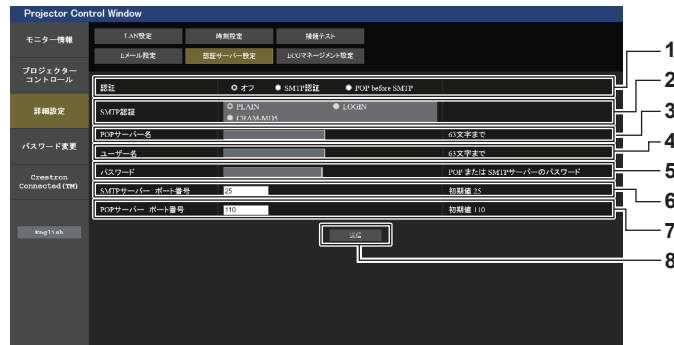 Projector Control Window
モニター情報
プロジェクター
コントロール
詳細設定
パスワード変更
Crestron
Connected(TM)
English
LAN設定 時刻設定 接続テスト
Eメール設定 認証サーバー設定 ECOマネージメント設定
認証 オフ SMTP認証 POP before SMTP 1
SMTP認証 PLAIN LOGIN 2
CRAM-MD5
POPサーバー名 63文字まで 3
ユーザー名 63文字まで 4
パスワード POP または SMTPサーバーのパスワード 5
SMTPサーバー ポート番号 25 初期値 25 6
POPサーバー ポート番号 110 初期値 110 7
送信 8